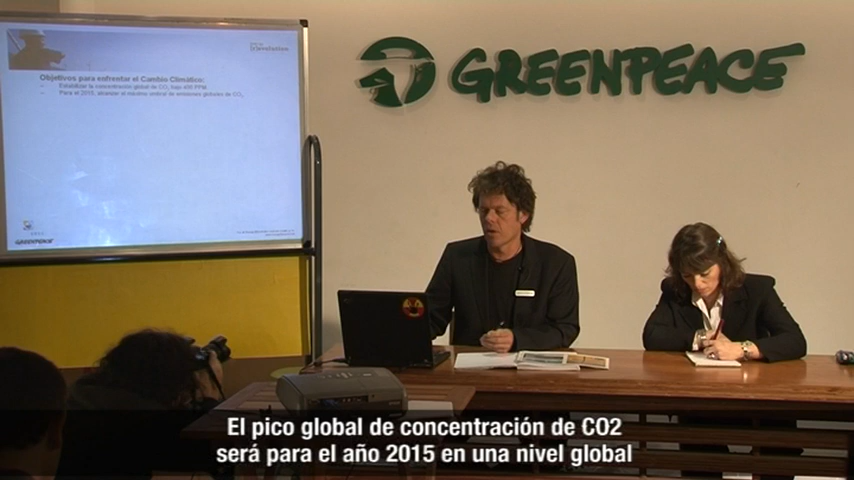 (r)evolution
Objetivos para enfrentar el Cambio Climático:
– Estabilizar la concentración global de CO₂ bajo 450 PPM.
– Para el 2015, alcanzar el máximo umbral de emisiones globales de CO₂
GREENPEACE
GREENPEACE
El pico global de concentración de CO2
será para el año 2015 en una nivel global